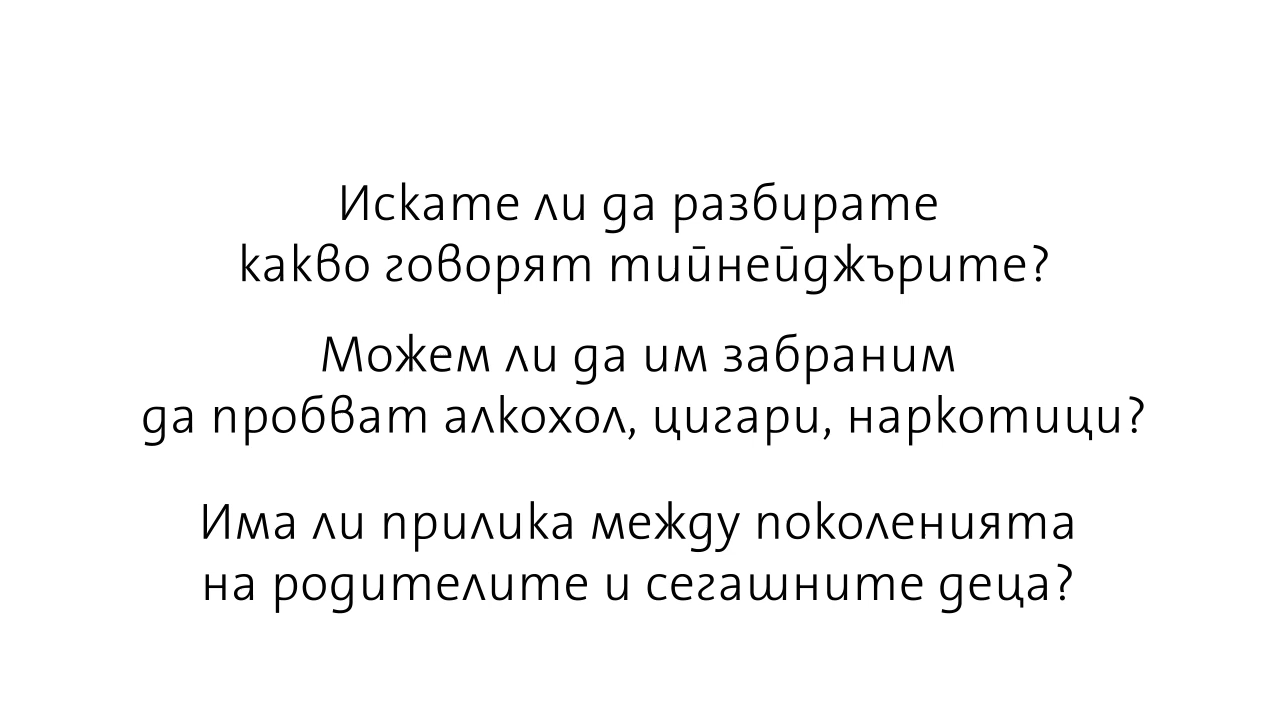 Искате ли да разбирате
какво говорят тийнейджърите?
Можем ли да им забраним
да пробват алкохол, цигари, наркотици?
Има ли прилика между поколенията
на родителите и сегашните деца?